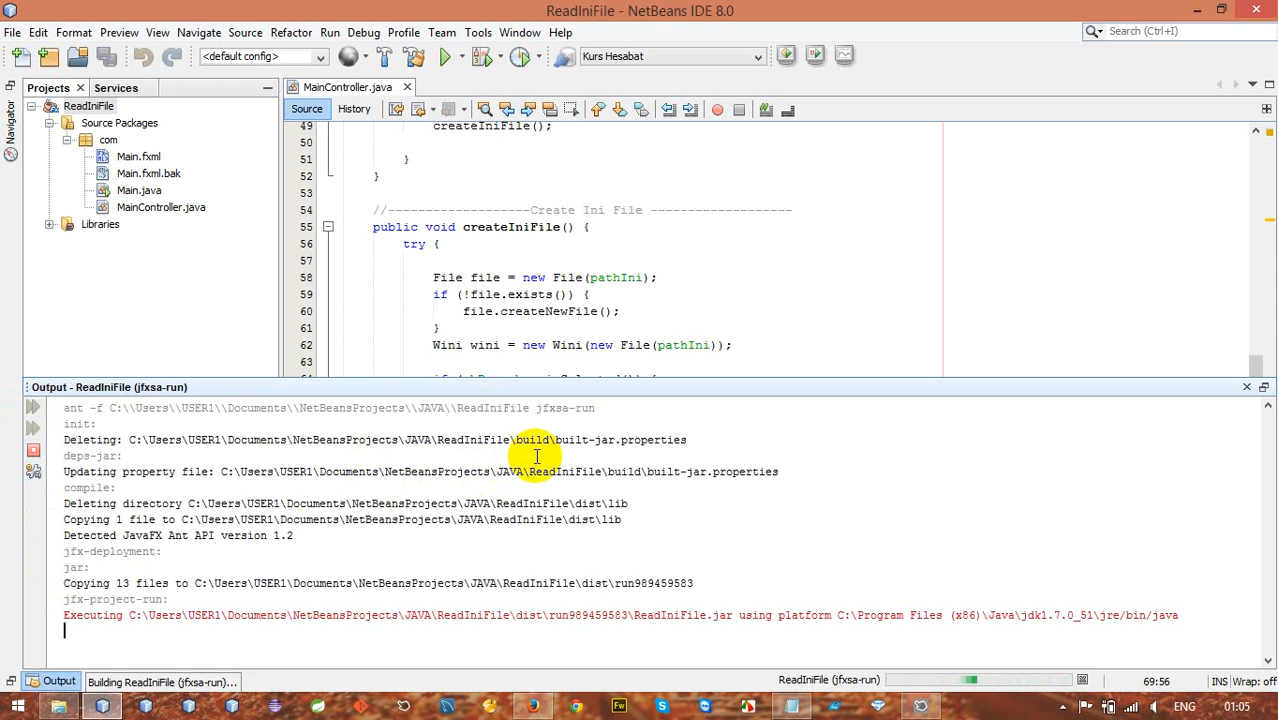 ReadIniFile - NetBeans IDE 8.0
File Edit Format Preview View Navigate Source Refactor Run Debug Profile Team Tools Window Help
Search (Ctrl+I)
<default config>
Kurs Hesabat
Projects
Services
MainController.java
Navigator
ReadIniFile
Source Packages
com
Main.fxml
Main.fxml.bak
Main.java
MainController.java
Libraries
Source History
49 createIniFile();
50
51 }
52 }
53
54 //-------------------Create Ini File -------------------
55 public void createIniFile() {
56 try {
57
58 File file = new File(pathIni);
59 if (!file.exists()) {
60 file.createNewFile();
61 }
62 Wini wini = new Wini(new File(pathIni));
63
Output - ReadIniFile (jfxsa-run)
ant -f C:\\Users\\USER1\\Documents\\NetBeansProjects\\JAVA\\ReadIniFile jfxsa-run
init:
Deleting: C:\Users\USER1\Documents\NetBeansProjects\JAVA\ReadIniFile\build\built-jar.properties
deps-jar:
Updating property file: C:\Users\USER1\Documents\NetBeansProjects\JAVA\ReadIniFile\build\built-jar.properties
compile:
Deleting directory C:\Users\USER1\Documents\NetBeansProjects\JAVA\ReadIniFile\dist\lib
Copying 1 file to C:\Users\USER1\Documents\NetBeansProjects\JAVA\ReadIniFile\dist\lib
Detected JavaFX Ant API version 1.2
jfx-deployment:
jar:
Copying 13 files to C:\Users\USER1\Documents\NetBeansProjects\JAVA\ReadIniFile\dist\run989459583
jfx-project-run:
Executing C:\Users\USER1\Documents\NetBeansProjects\JAVA\ReadIniFile\dist\run989459583\ReadIniFile.jar using platform C:\Program Files (x86)\Java\jdk1.7.0_51\jre/bin/java
Output
Building ReadIniFile (jfxsa-run)...
ReadIniFile (jfxsa-run)
69:56
INS
Wrap: off
Fw
ENG
01:05